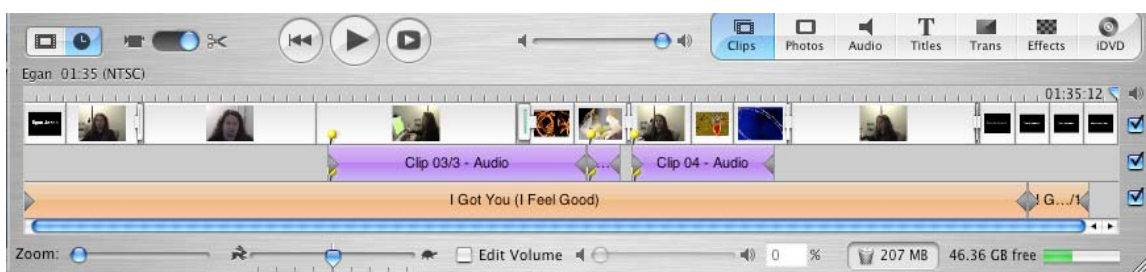 Clips Photos Audio Titles Trans Effects iDVD
Egan 01:35 (NTSC)
01:35:12
Clip 03/3 - Audio ... Clip 04 - Audio
I Got You (I Feel Good) I G.../1
Zoom: Edit Volume 0 % 207 MB 46.36 GB free